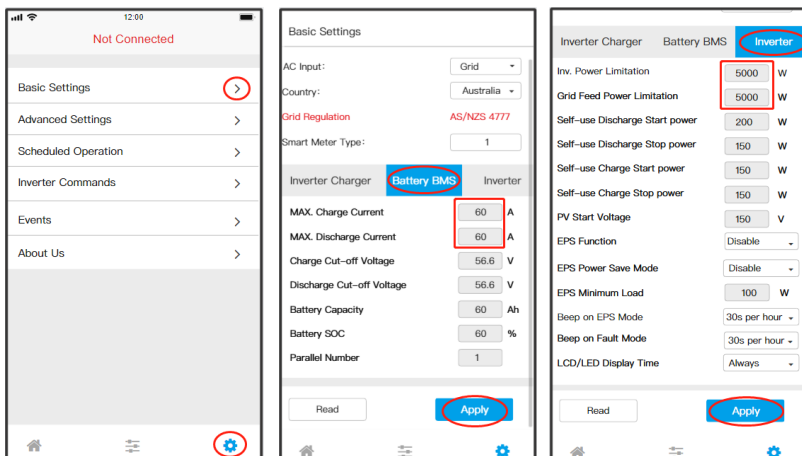 12:00
Not Connected
Basic Settings
Advanced Settings
Scheduled Operation
Inverter Commands
Events
About Us
Basic Settings
AC Input: Grid
Country: Australia
Grid Regulation AS/NZS 4777
Smart Meter Type: 1
Inverter Charger Battery BMS Inverter
MAX. Charge Current 60 A
MAX. Discharge Current 60 A
Charge Cut-off Voltage 56.6 V
Discharge Cut-off Voltage 56.6 V
Battery Capacity 60 Ah
Battery SOC 60 %
Parallel Number 1
Read Apply
Inverter Charger Battery BMS Inverter
Inv. Power Limitation 5000 W
Grid Feed Power Limitation 5000 W
Self-use Discharge Start power 200 W
Self-use Discharge Stop power 150 W
Self-use Charge Start power 150 W
Self-use Charge Stop power 150 W
PV Start Voltage 150 V
EPS Function Disable
EPS Power Save Mode Disable
EPS Minimum Load 100 W
Beep on EPS Mode 30s per hour
Beep on Fault Mode 30s per hour
LCD/LED Display Time Always
Read Apply